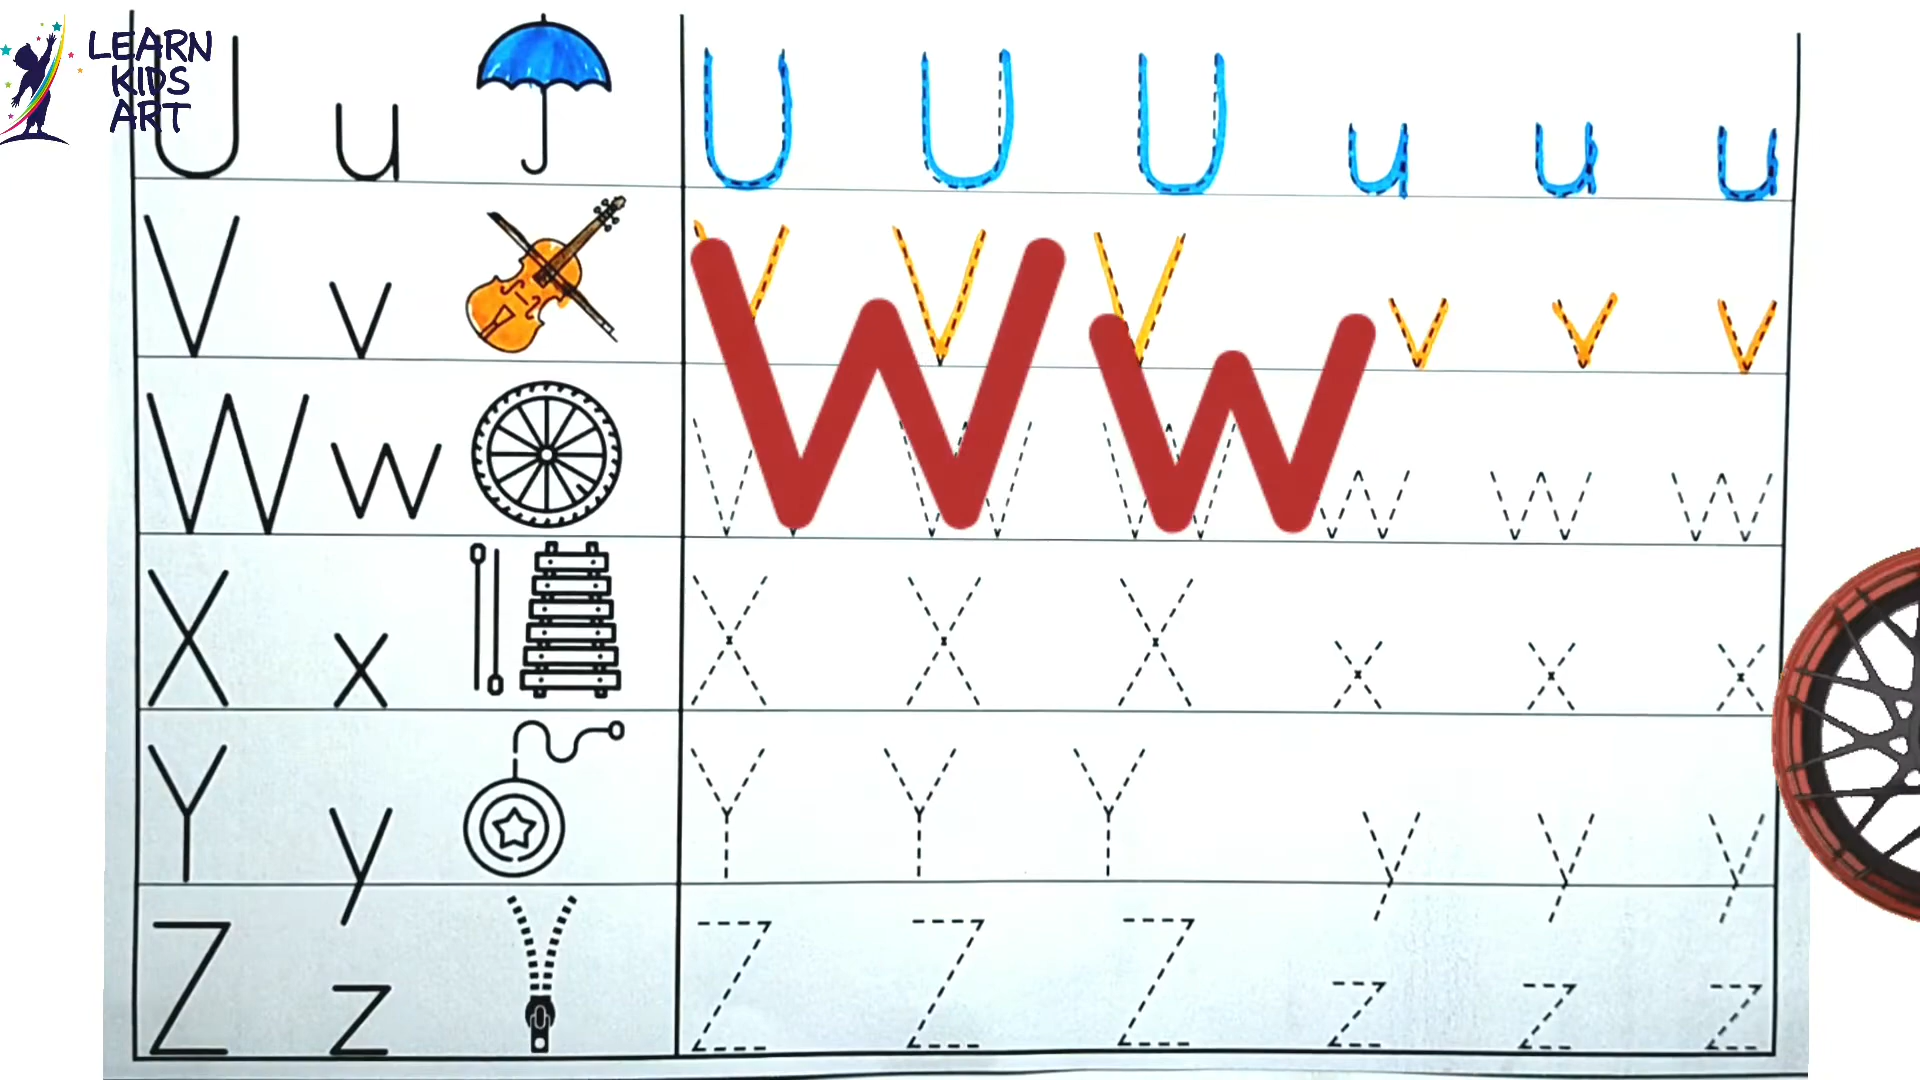 LEARN
KIDS
ART
U u U U U u u u
V v V V V v v v
W w W W W w w w
W w
X x X X X x x x
Y y Y Y Y y y y
Z z Z Z Z z z z